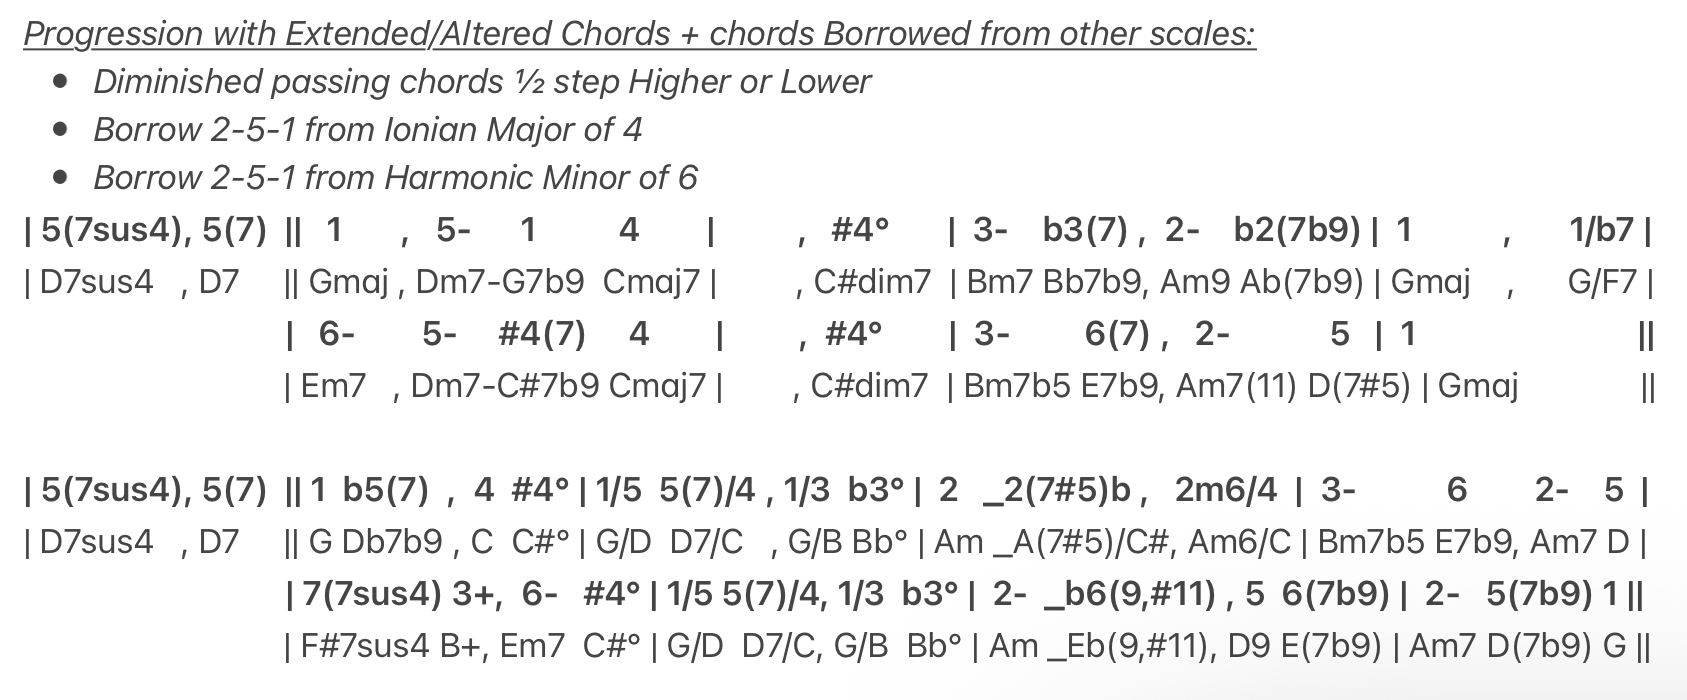 Progression with Extended/Altered Chords + chords Borrowed from other scales:
• Diminished passing chords ½ step Higher or Lower
• Borrow 2-5-1 from Ionian Major of 4
• Borrow 2-5-1 from Harmonic Minor of 6
| 5(7sus4), 5(7) || 1 , 5- 1 4 | , #4° | 3- b3(7) , 2- b2(7b9) | 1 , 1/b7 |
| D7sus4 , D7 || Gmaj , Dm7-G7b9 Cmaj7 | , C#dim7 | Bm7 Bb7b9, Am9 Ab(7b9) | Gmaj , G/F7 |
| 6- 5- #4(7) 4 | , #4° | 3- 6(7) , 2- 5 | 1 ||
| Em7 , Dm7-C#7b9 Cmaj7 | , C#dim7 | Bm7b5 E7b9, Am7(11) D(7#5) | Gmaj ||
| 5(7sus4), 5(7) || 1 b5(7) , 4 #4° | 1/5 5(7)/4 , 1/3 b3° | 2 _2(7#5)b , 2m6/4 | 3- 6 2- 5 |
| D7sus4 , D7 || G Db7b9 , C C#° | G/D D7/C , G/B Bb° | Am _A(7#5)/C#, Am6/C | Bm7b5 E7b9, Am7 D |
| 7(7sus4) 3+, 6- #4° | 1/5 5(7)/4, 1/3 b3° | 2- _b6(9,#11) , 5 6(7b9) | 2- 5(7b9) 1 ||
| F#7sus4 B+, Em7 C#° | G/D D7/C, G/B Bb° | Am _Eb(9,#11), D9 E(7b9) | Am7 D(7b9) G ||